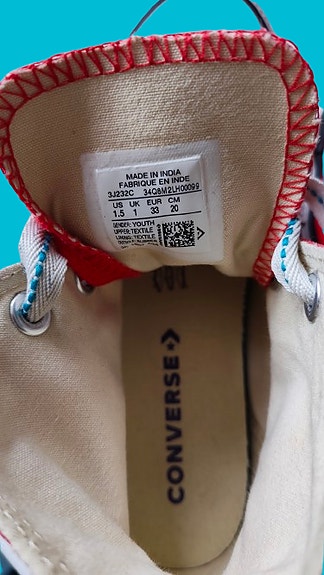 MADE IN INDIA
FABRIQUE EN INDE
3J232C 34Q8M2LH00099
US UK EUR CM
1.5 1 33 20
GENDER: YOUTH
UPPER: TEXTILE
LINING: TEXTILE
CONVERSE